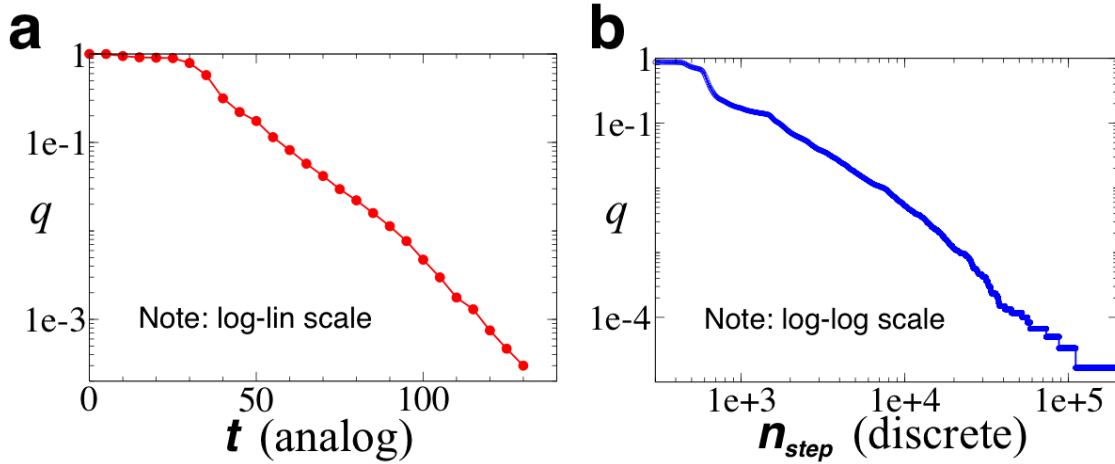 a
1
1e-1
q
1e-3
Note: log-lin scale
0 50 100
t (analog)
b
1
1e-1
q
1e-4
Note: log-log scale
1e+3 1e+4 1e+5
n_step (discrete)